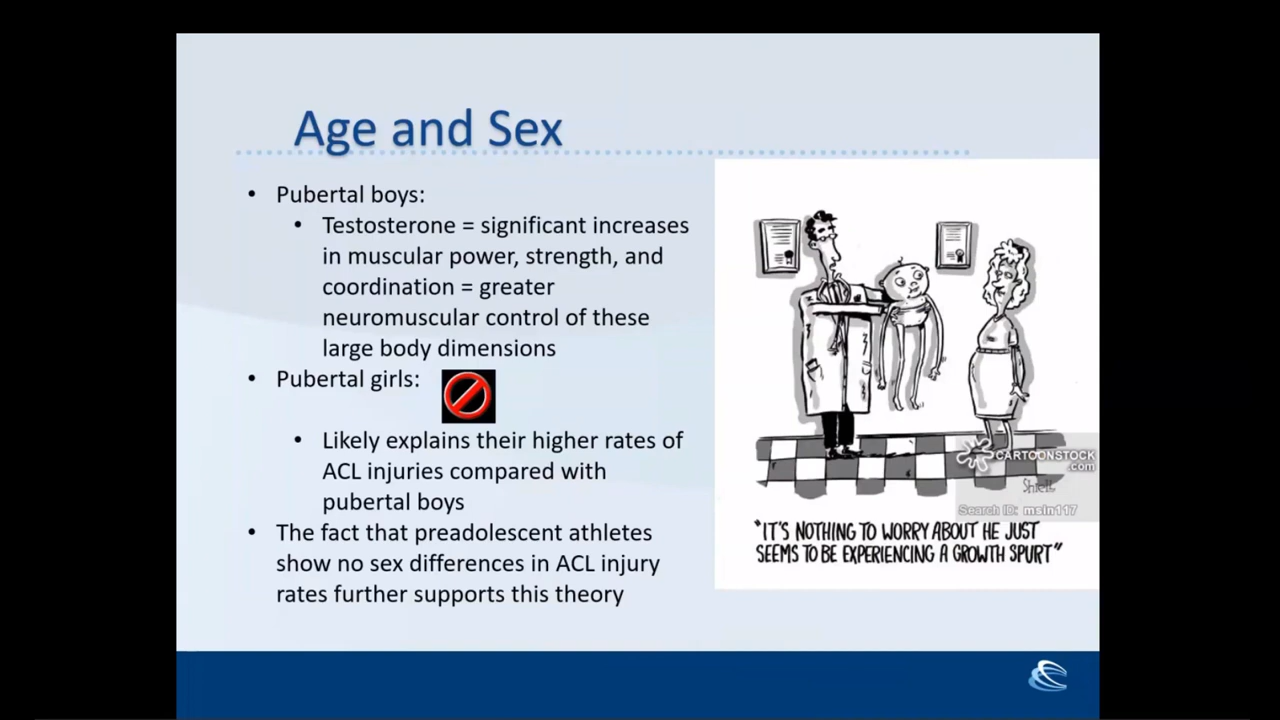 Age and Sex
• Pubertal boys:
• Testosterone = significant increases
in muscular power, strength, and
coordination = greater
neuromuscular control of these
large body dimensions
• Pubertal girls:
• Likely explains their higher rates of
ACL injuries compared with
pubertal boys
• The fact that preadolescent athletes
show no sex differences in ACL injury
rates further supports this theory
CARTOONSTOCK
.com
Shiell
Search ID: msin117
"IT'S NOTHING TO WORRY ABOUT HE JUST
SEEMS TO BE EXPERIENCING A GROWTH SPURT"